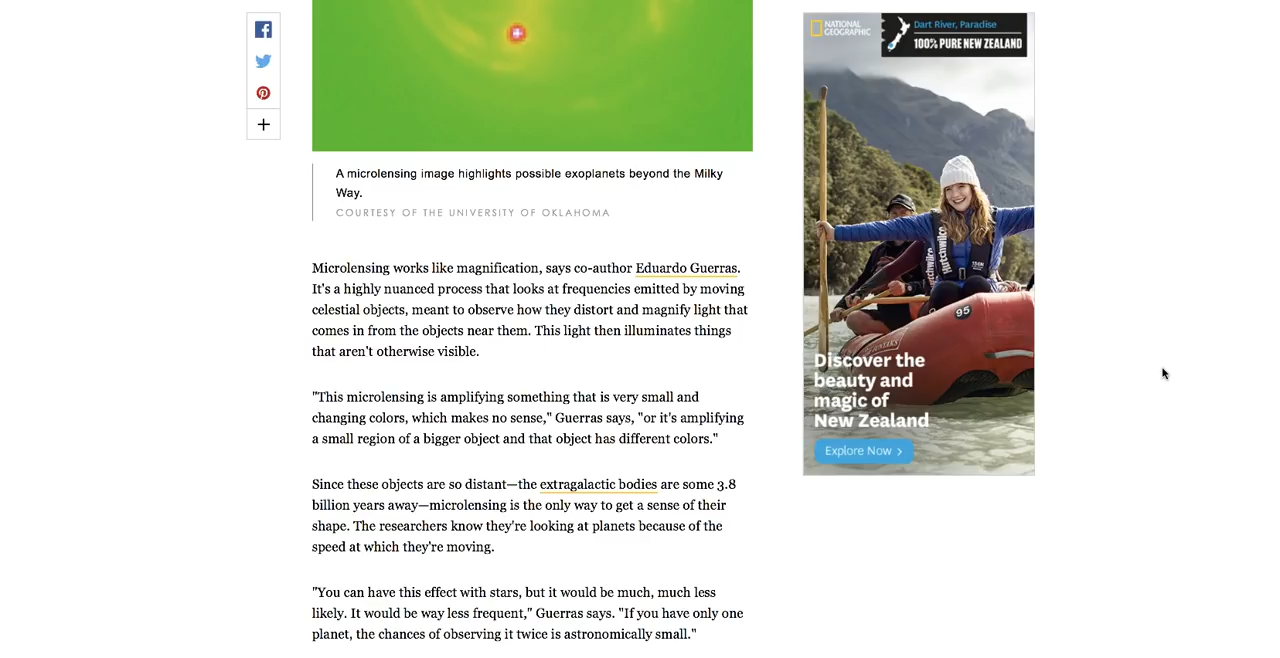 A microlensing image highlights possible exoplanets beyond the Milky
Way.
COURTESY OF THE UNIVERSITY OF OKLAHOMA
Microlensing works like magnification, says co-author Eduardo Guerras.
It's a highly nuanced process that looks at frequencies emitted by moving
celestial objects, meant to observe how they distort and magnify light that
comes in from the objects near them. This light then illuminates things
that aren't otherwise visible.
"This microlensing is amplifying something that is very small and
changing colors, which makes no sense," Guerras says, "or it's amplifying
a small region of a bigger object and that object has different colors."
Since these objects are so distant—the extragalactic bodies are some 3.8
billion years away—microlensing is the only way to get a sense of their
shape. The researchers know they're looking at planets because of the
speed at which they're moving.
"You can have this effect with stars, but it would be much, much less
likely. It would be way less frequent," Guerras says. "If you have only one
planet, the chances of observing it twice is astronomically small."
NATIONAL
GEOGRAPHIC
Dart River, Paradise
100% PURE NEW ZEALAND
Hutchwilco
Hutchwilco
95
Discover the
beauty and
magic of
New Zealand
Explore Now